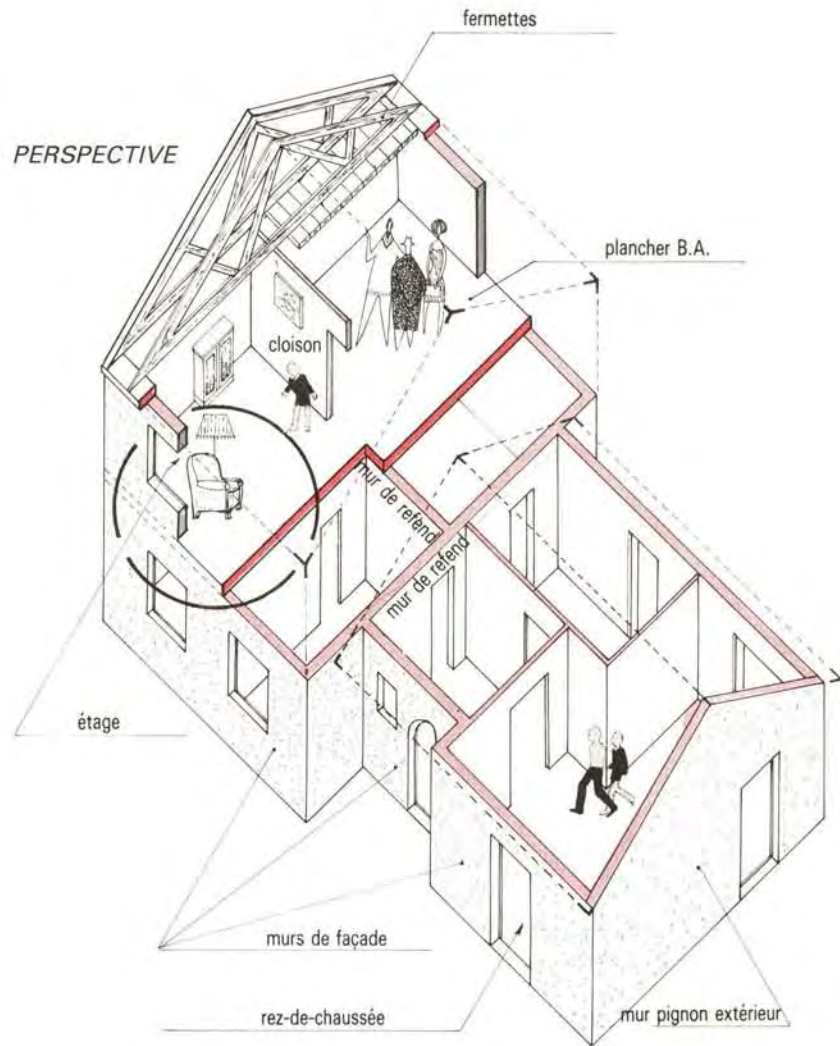 fermettes
PERSPECTIVE
plancher B.A.
cloison
mur de refend
mur de refend
étage
murs de façade
rez-de-chaussée
mur pignon extérieur